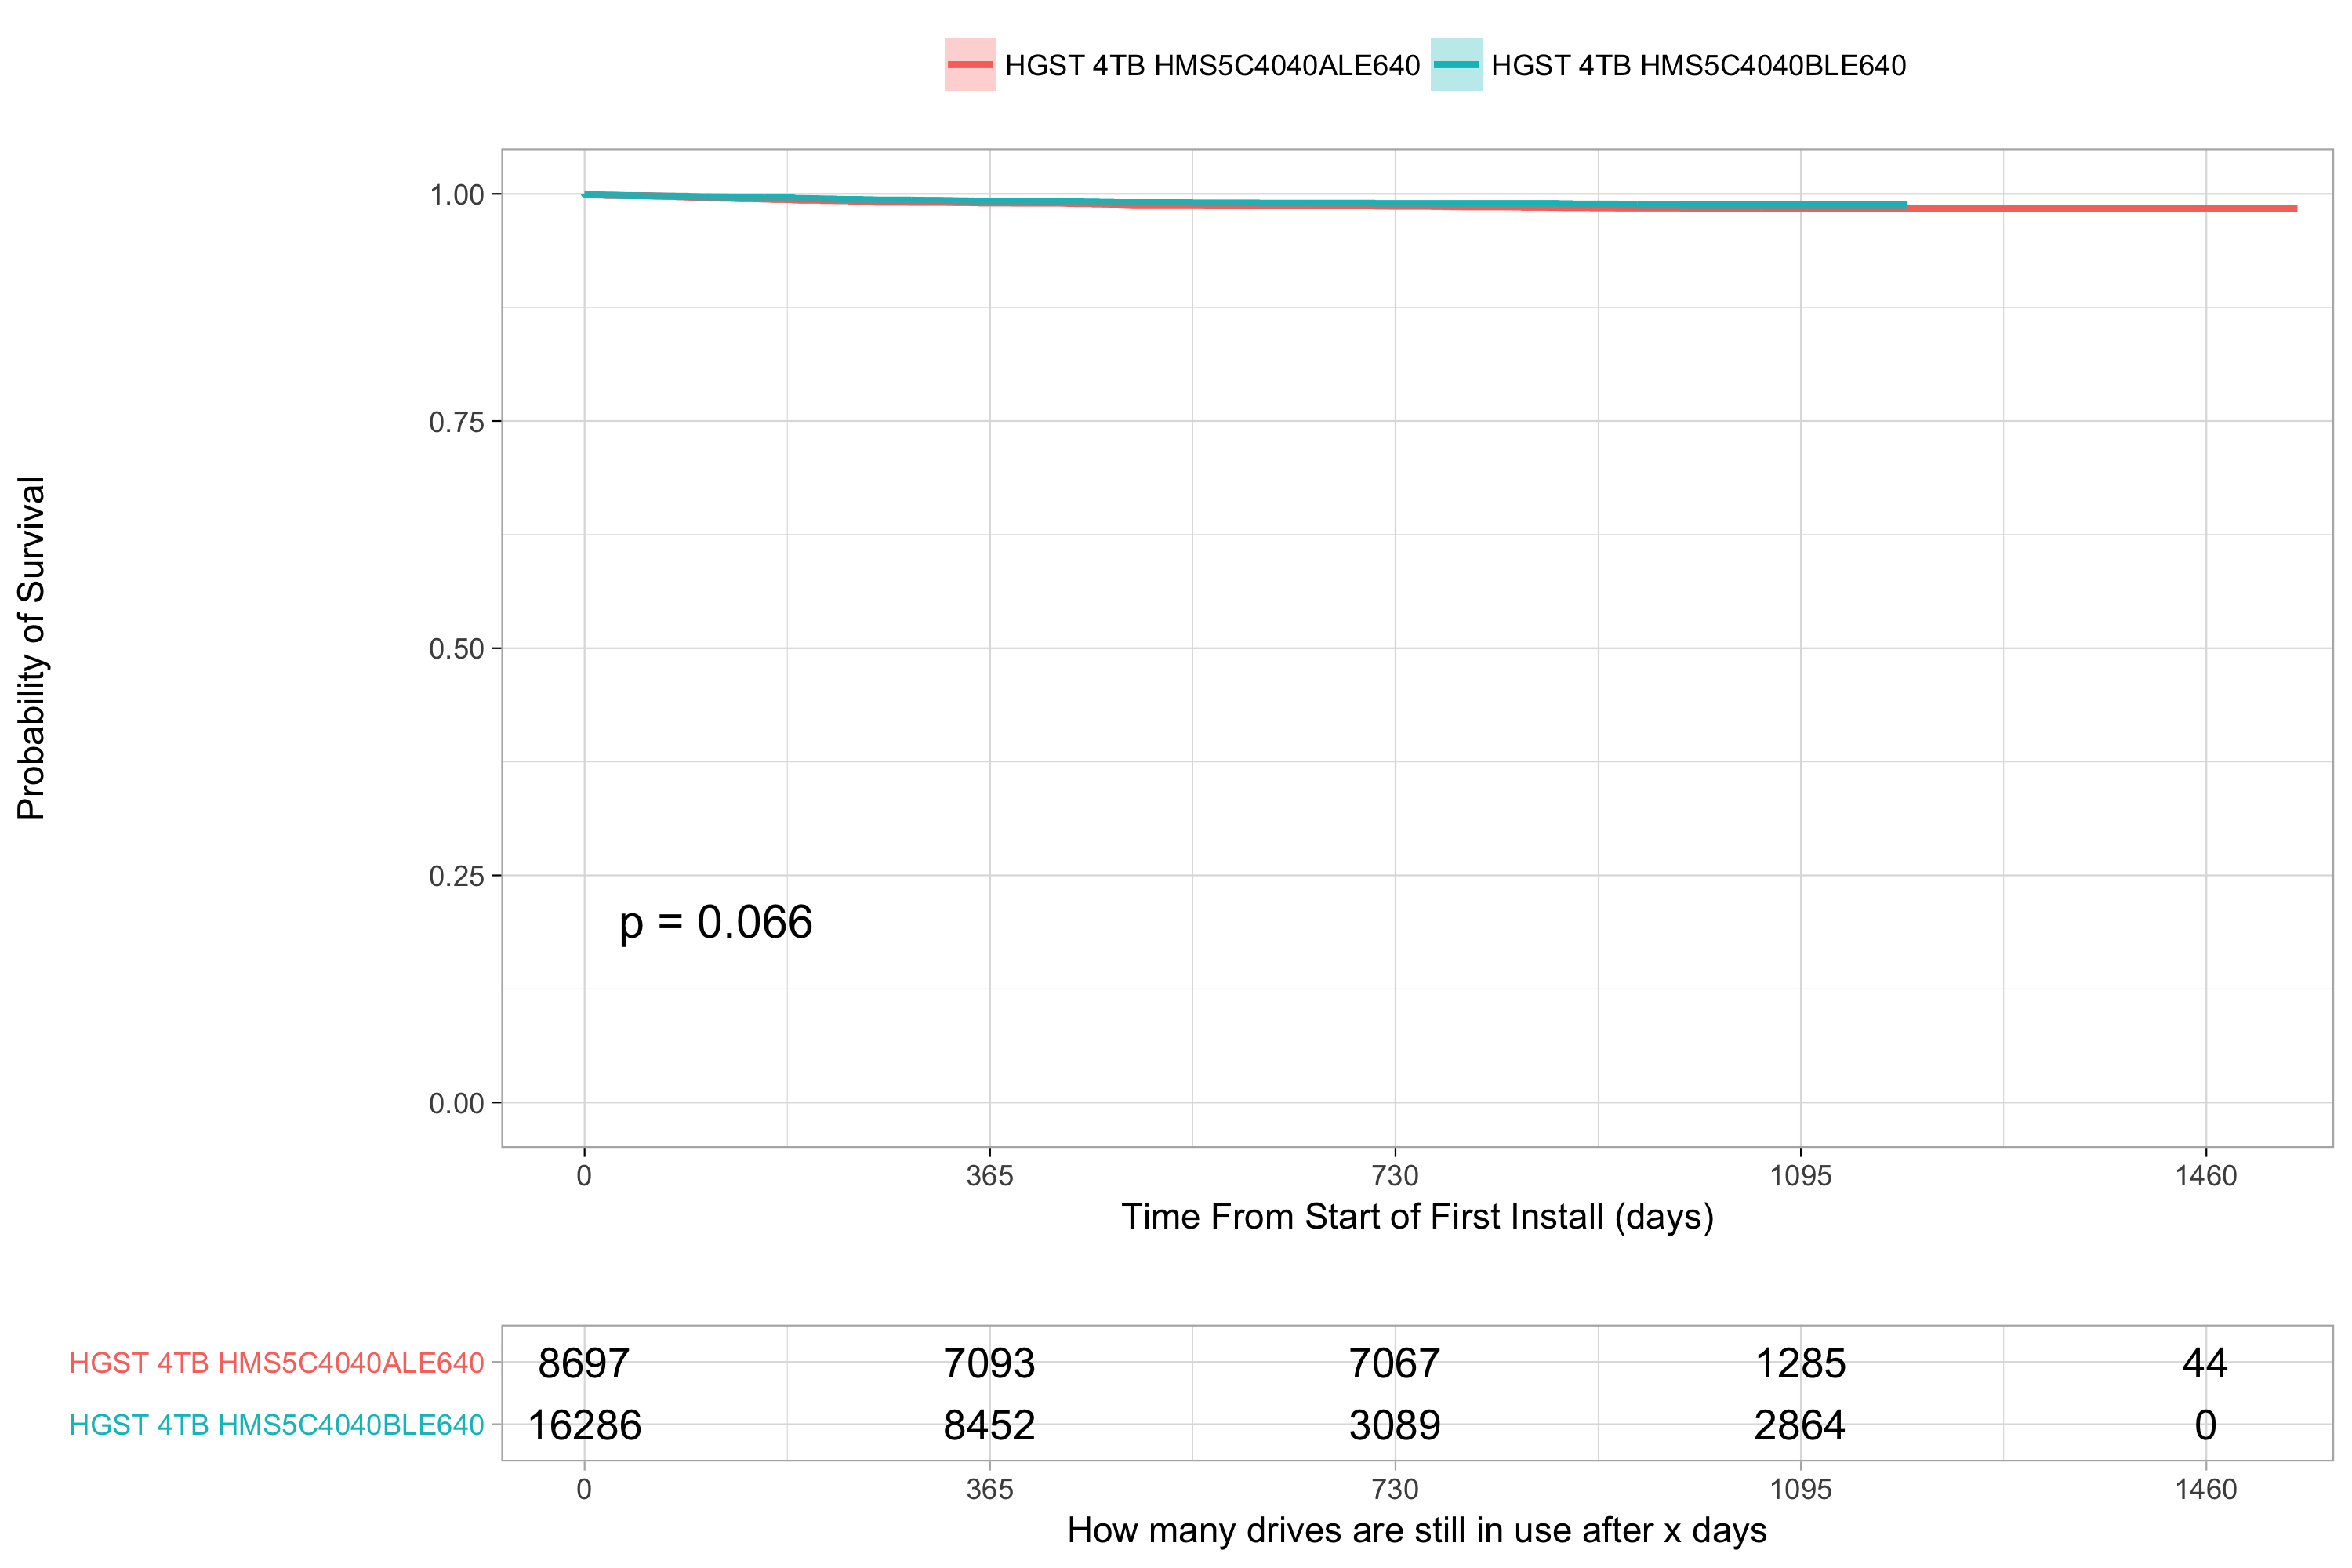 HGST 4TB HMS5C4040ALE640 HGST 4TB HMS5C4040BLE640
Probability of Survival
1.00
0.75
0.50
0.25
0.00
p = 0.066
0 365 730 1095 1460
Time From Start of First Install (days)
HGST 4TB HMS5C4040ALE640 8697 7093 7067 1285 44
HGST 4TB HMS5C4040BLE640 16286 8452 3089 2864 0
0 365 730 1095 1460
How many drives are still in use after x days